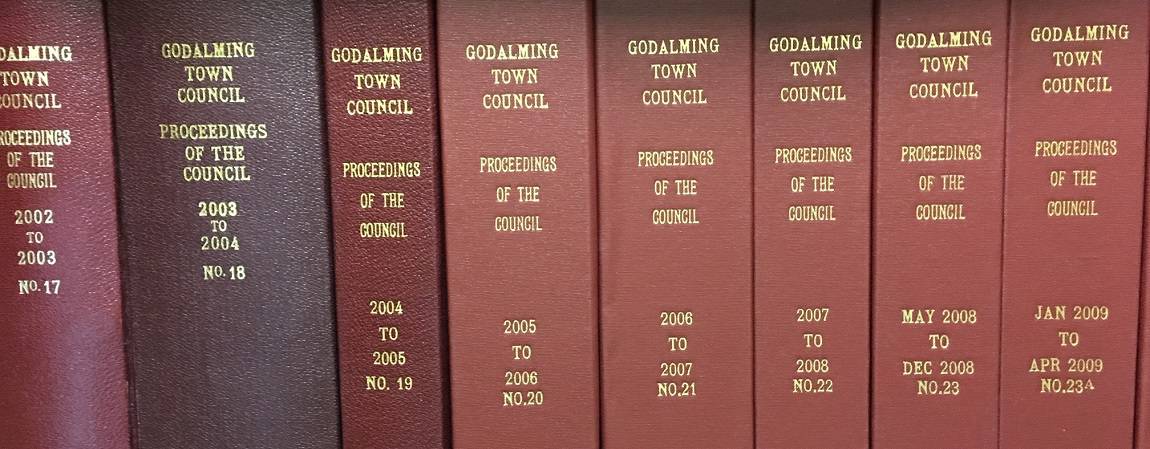 DALMING
TOWN
COUNCIL
ROCEEDINGS
OF THE
COUNCIL
2002
TO
2003
No. 17
GODALMING
TOWN
COUNCIL
PROCEEDINGS
OF THE
COUNCIL
2003
TO
2004
No. 18
GODALMING
TOWN
COUNCIL
PROCEEDINGS
OF THE
COUNCIL
2004
TO
2005
NO. 19
GODALMING
TOWN
COUNCIL
PROCEEDINGS
OF THE
COUNCIL
2005
TO
2006
NO.20
GODALMING
TOWN
COUNCIL
PROCEEDINGS
OF THE
COUNCIL
2006
TO
2007
NO.21
GODALMING
TOWN
COUNCIL
PROCEEDINGS
OF THE
COUNCIL
2007
TO
2008
NO.22
GODALMING
TOWN
COUNCIL
PROCEEDINGS
OF THE
COUNCIL
MAY 2008
TO
DEC 2008
NO.23
GODALMING
TOWN
COUNCIL
PROCEEDINGS
OF THE
COUNCIL
JAN 2009
TO
APR 2009
NO.23A